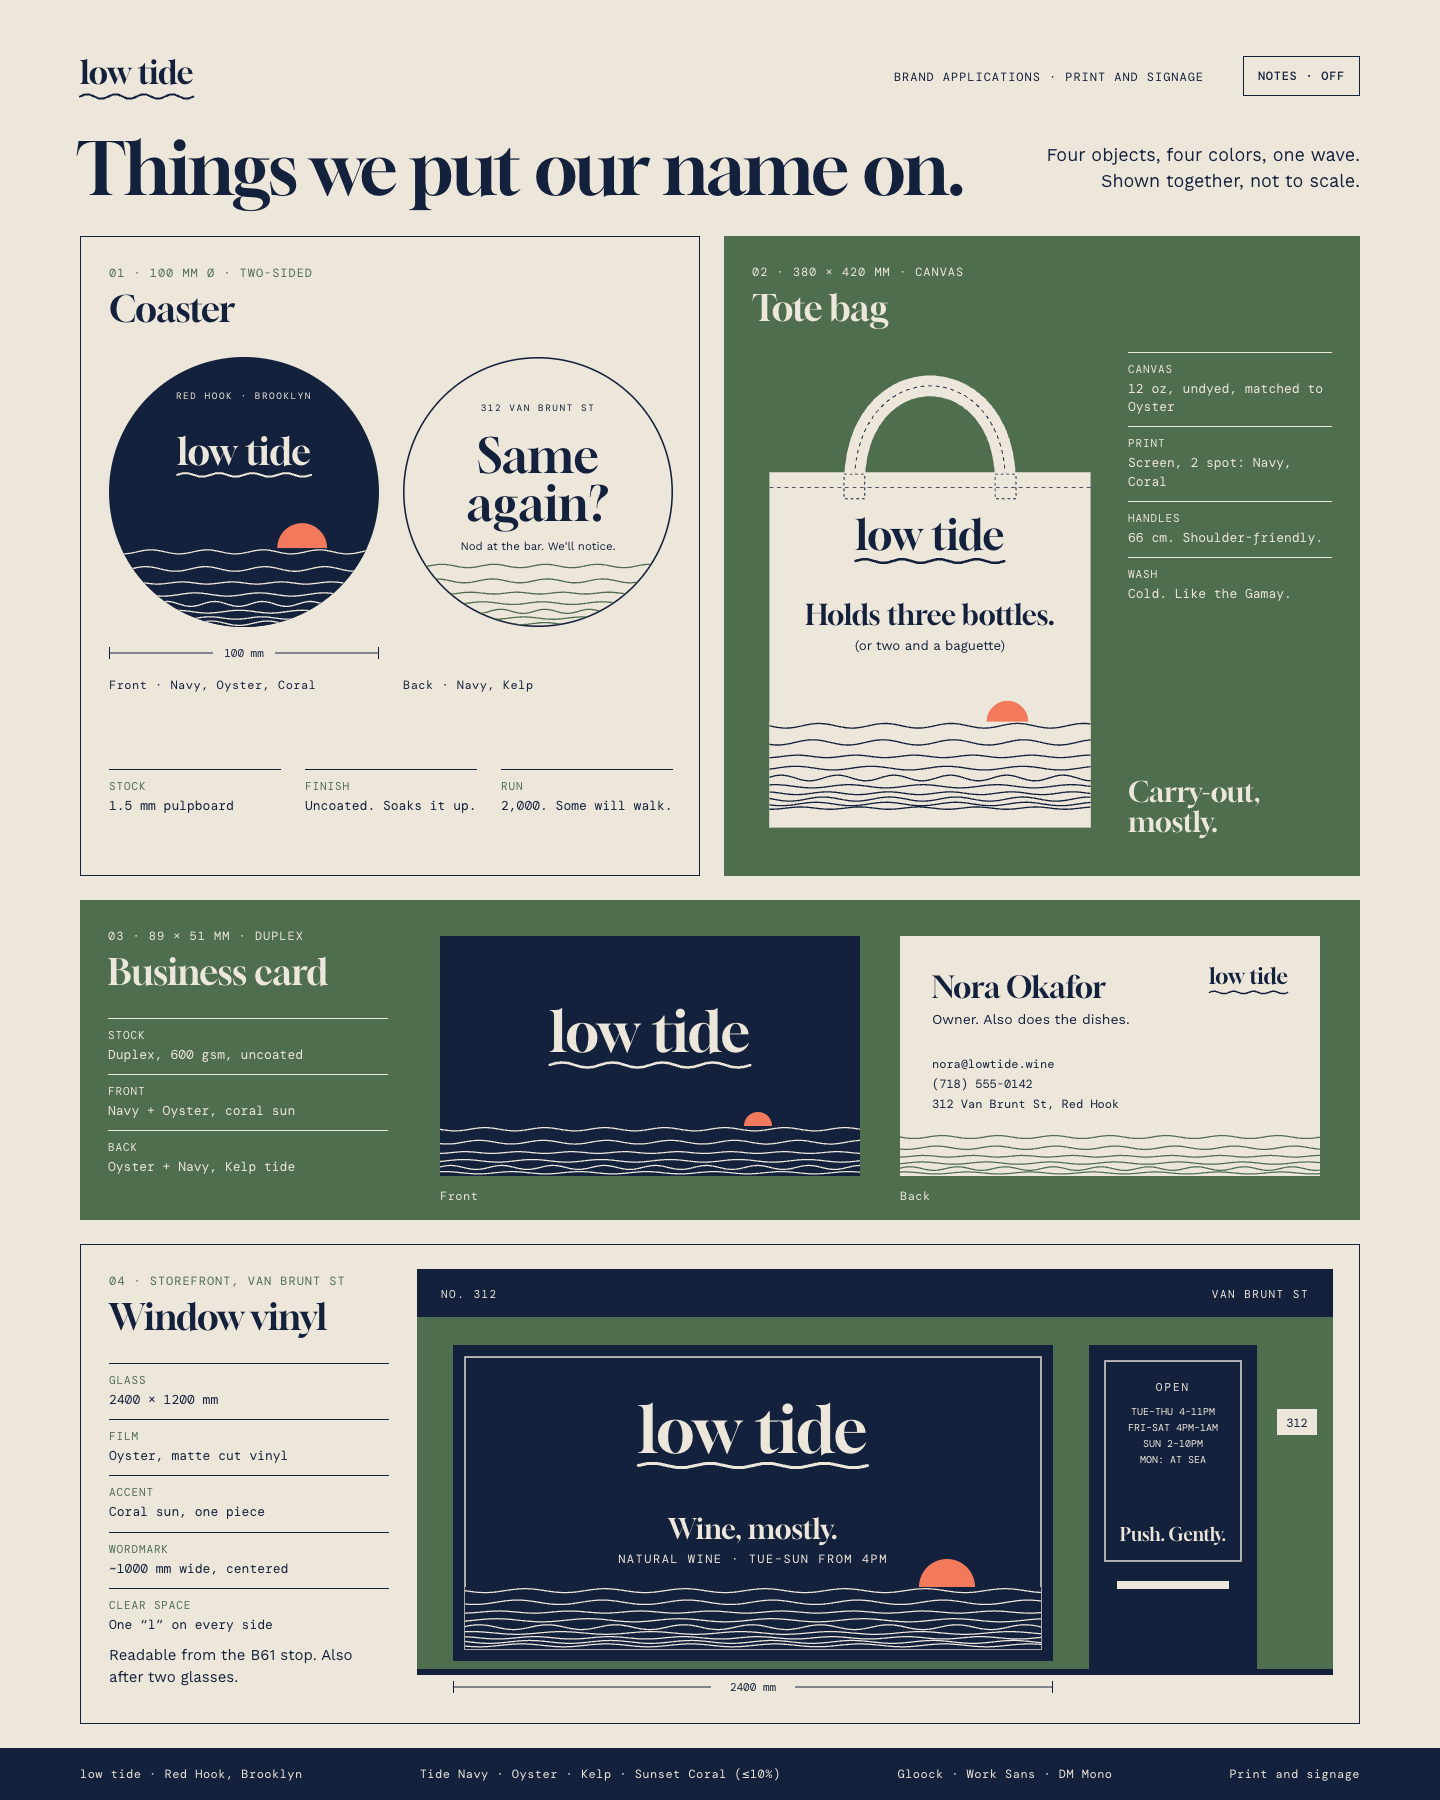 low tide
BRAND APPLICATIONS · PRINT AND SIGNAGE
NOTES · OFF
Things we put our name on.
Four objects, four colors, one wave.
Shown together, not to scale.
01 · 100 MM Ø · TWO-SIDED
Coaster
RED HOOK · BROOKLYN
low tide
312 VAN BRUNT ST
Same
again?
Nod at the bar. We'll notice.
100 mm
Front · Navy, Oyster, Coral
Back · Navy, Kelp
STOCK
1.5 mm pulpboard
FINISH
Uncoated. Soaks it up.
RUN
2,000. Some will walk.
02 · 380 × 420 MM · CANVAS
Tote bag
low tide
Holds three bottles.
(or two and a baguette)
CANVAS
12 oz, undyed, matched to
Oyster
PRINT
Screen, 2 spot: Navy,
Coral
HANDLES
66 cm. Shoulder-friendly.
WASH
Cold. Like the Gamay.
Carry-out,
mostly.
03 · 89 × 51 MM · DUPLEX
Business card
STOCK
Duplex, 600 gsm, uncoated
FRONT
Navy + Oyster, coral sun
BACK
Oyster + Navy, Kelp tide
low tide
Front
Nora Okafor
low tide
Owner. Also does the dishes.
nora@lowtide.wine
(718) 555-0142
312 Van Brunt St, Red Hook
Back
04 · STOREFRONT, VAN BRUNT ST
Window vinyl
GLASS
2400 × 1200 mm
FILM
Oyster, matte cut vinyl
ACCENT
Coral sun, one piece
WORDMARK
~1000 mm wide, centered
CLEAR SPACE
One “l” on every side
Readable from the B61 stop. Also
after two glasses.
NO. 312
VAN BRUNT ST
low tide
Wine, mostly.
NATURAL WINE · TUE–SUN FROM 4PM
OPEN
TUE–THU 4–11PM
FRI–SAT 4PM–1AM
SUN 2–10PM
MON: AT SEA
Push. Gently.
312
2400 mm
low tide · Red Hook, Brooklyn
Tide Navy · Oyster · Kelp · Sunset Coral (≤10%)
Gloock · Work Sans · DM Mono
Print and signage